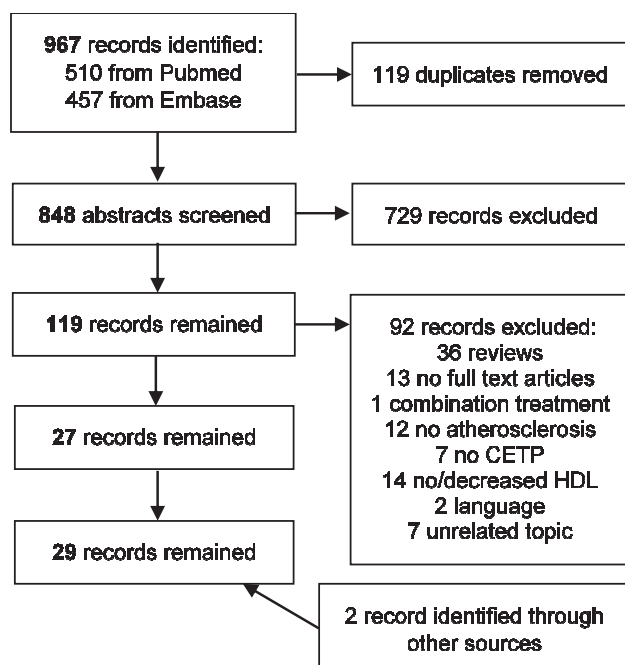 967 records identified:
510 from Pubmed
457 from Embase
119 duplicates removed
848 abstracts screened
729 records excluded
119 records remained
92 records excluded:
36 reviews
13 no full text articles
1 combination treatment
12 no atherosclerosis
7 no CETP
14 no/decreased HDL
2 language
7 unrelated topic
27 records remained
29 records remained
2 record identified through
other sources